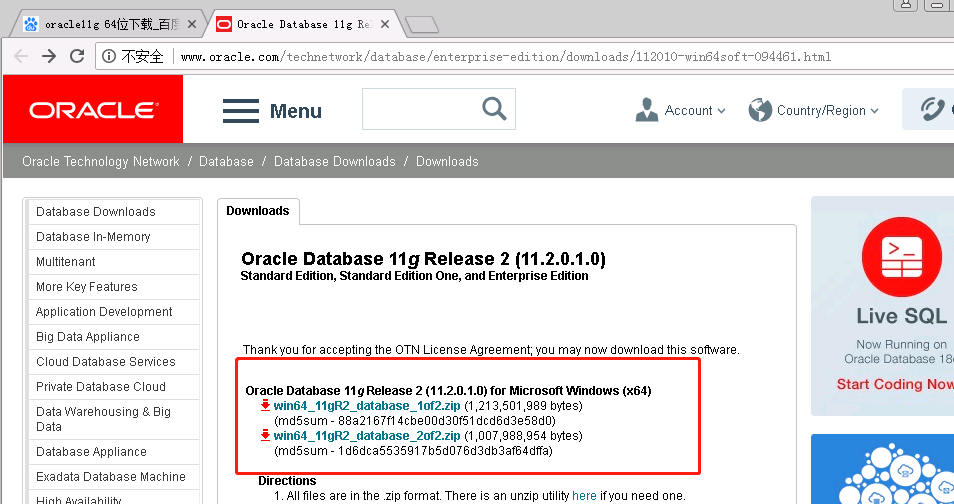 oracle11g 64位下载_百度
Oracle Database 11g Rel
不安全
www.oracle.com/technetwork/database/enterprise-edition/downloads/112010-win64soft-094461.html
ORACLE
Menu
Account
Country/Region
Oracle Technology Network / Database / Database Downloads / Downloads
Database Downloads
Database In-Memory
Multitenant
More Key Features
Application Development
Big Data Appliance
Cloud Database Services
Private Database Cloud
Data Warehousing & Big
Data
Database Appliance
Exadata Database Machine
High Availability
Downloads
Oracle Database 11g Release 2 (11.2.0.1.0)
Standard Edition, Standard Edition One, and Enterprise Edition
Thank you for accepting the OTN License Agreement; you may now download this software.
Oracle Database 11g Release 2 (11.2.0.1.0) for Microsoft Windows (x64)
win64_11gR2_database_1of2.zip (1,213,501,989 bytes)
(md5sum - 88a2167f14cbe00d30f51dcd6d3e58d0)
win64_11gR2_database_2of2.zip (1,007,988,954 bytes)
(md5sum - 1d6dca5535917b5d076d3db3af64dffa)
Directions
1. All files are in the .zip format. There is an unzip utility here if you need one.
Live SQL
Now Running on
Oracle Database 18
Start Coding Now